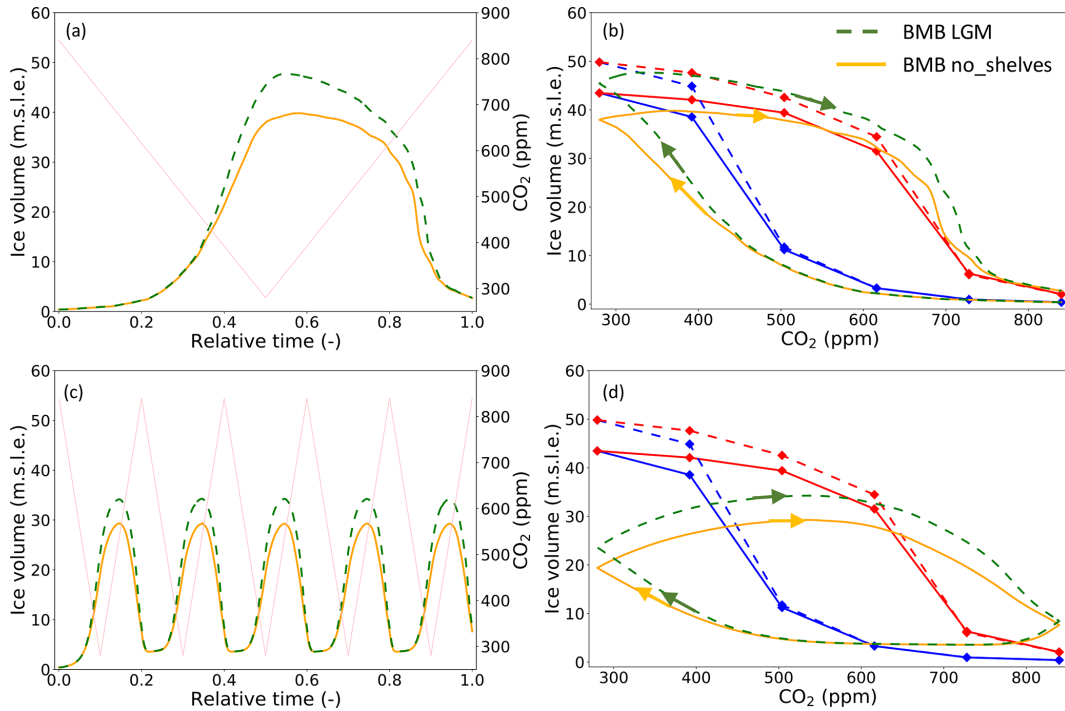 (a)
Ice volume (m.s.l.e.)
60
50
40
30
20
10
0
900
800
700
600
500
400
300
CO2 (ppm)
0.0 0.2 0.4 0.6 0.8 1.0
Relative time (-)
(b)
BMB LGM
BMB no_shelves
Ice volume (m.s.l.e.)
60
50
40
30
20
10
0
300 400 500 600 700 800
CO2 (ppm)
(c)
Ice volume (m.s.l.e.)
60
50
40
30
20
10
0
900
800
700
600
500
400
300
CO2 (ppm)
0.0 0.2 0.4 0.6 0.8 1.0
Relative time (-)
(d)
Ice volume (m.s.l.e.)
60
50
40
30
20
10
0
300 400 500 600 700 800
CO2 (ppm)